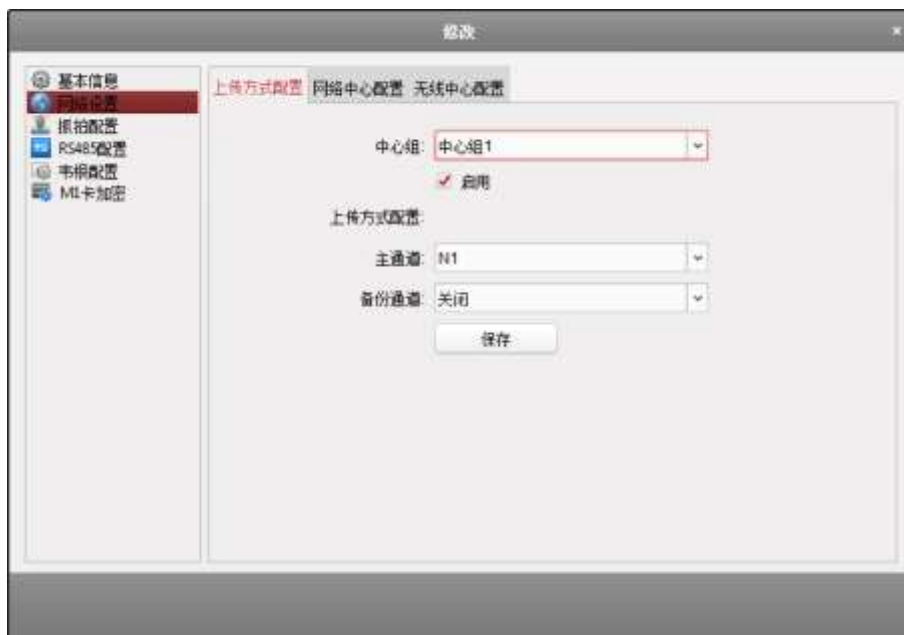 修改
基本信息
网络设置
抓拍配置
RS485配置
韦根配置
M1卡加密
上传方式配置 网络中心配置 无线中心配置
中心组: 中心组1
启用
上传方式配置:
主通道: N1
备份通道: 关闭
保存